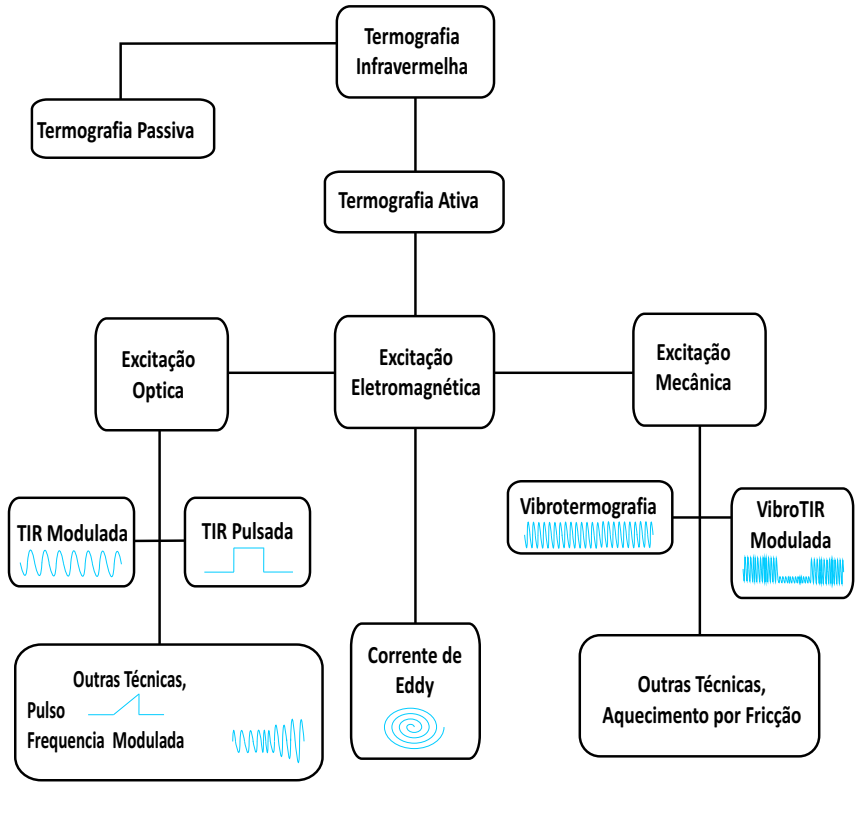 Termografia
Infravermelha
Termografia Passiva
Termografia Ativa
Excitação
Optica
Excitação
Eletromagnética
Excitação
Mecânica
TIR Modulada
TIR Pulsada
Vibrotermografia
VibroTIR
Modulada
Outras Técnicas,
Pulso
Frequencia Modulada
Corrente de
Eddy
Outras Técnicas,
Aquecimento por Fricção